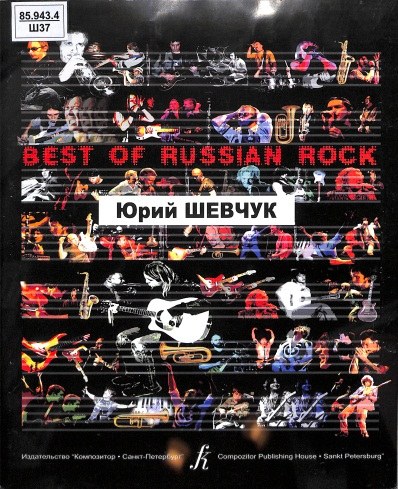 85.943.4
Ш37
BEST OF RUSSIAN ROCK
Юрий ШЕВЧУК
Издательство "Композитор • Санкт-Петербург"
Compozitor Publishing House • Sankt Petersburg"